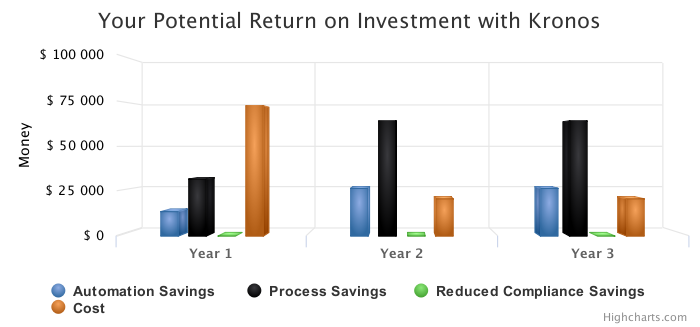 Your Potential Return on Investment with Kronos
$ 100 000
$ 75 000
$ 50 000
$ 25 000
$ 0
Money
Year 1
Year 2
Year 3
Automation Savings
Process Savings
Reduced Compliance Savings
Cost
Highcharts.com